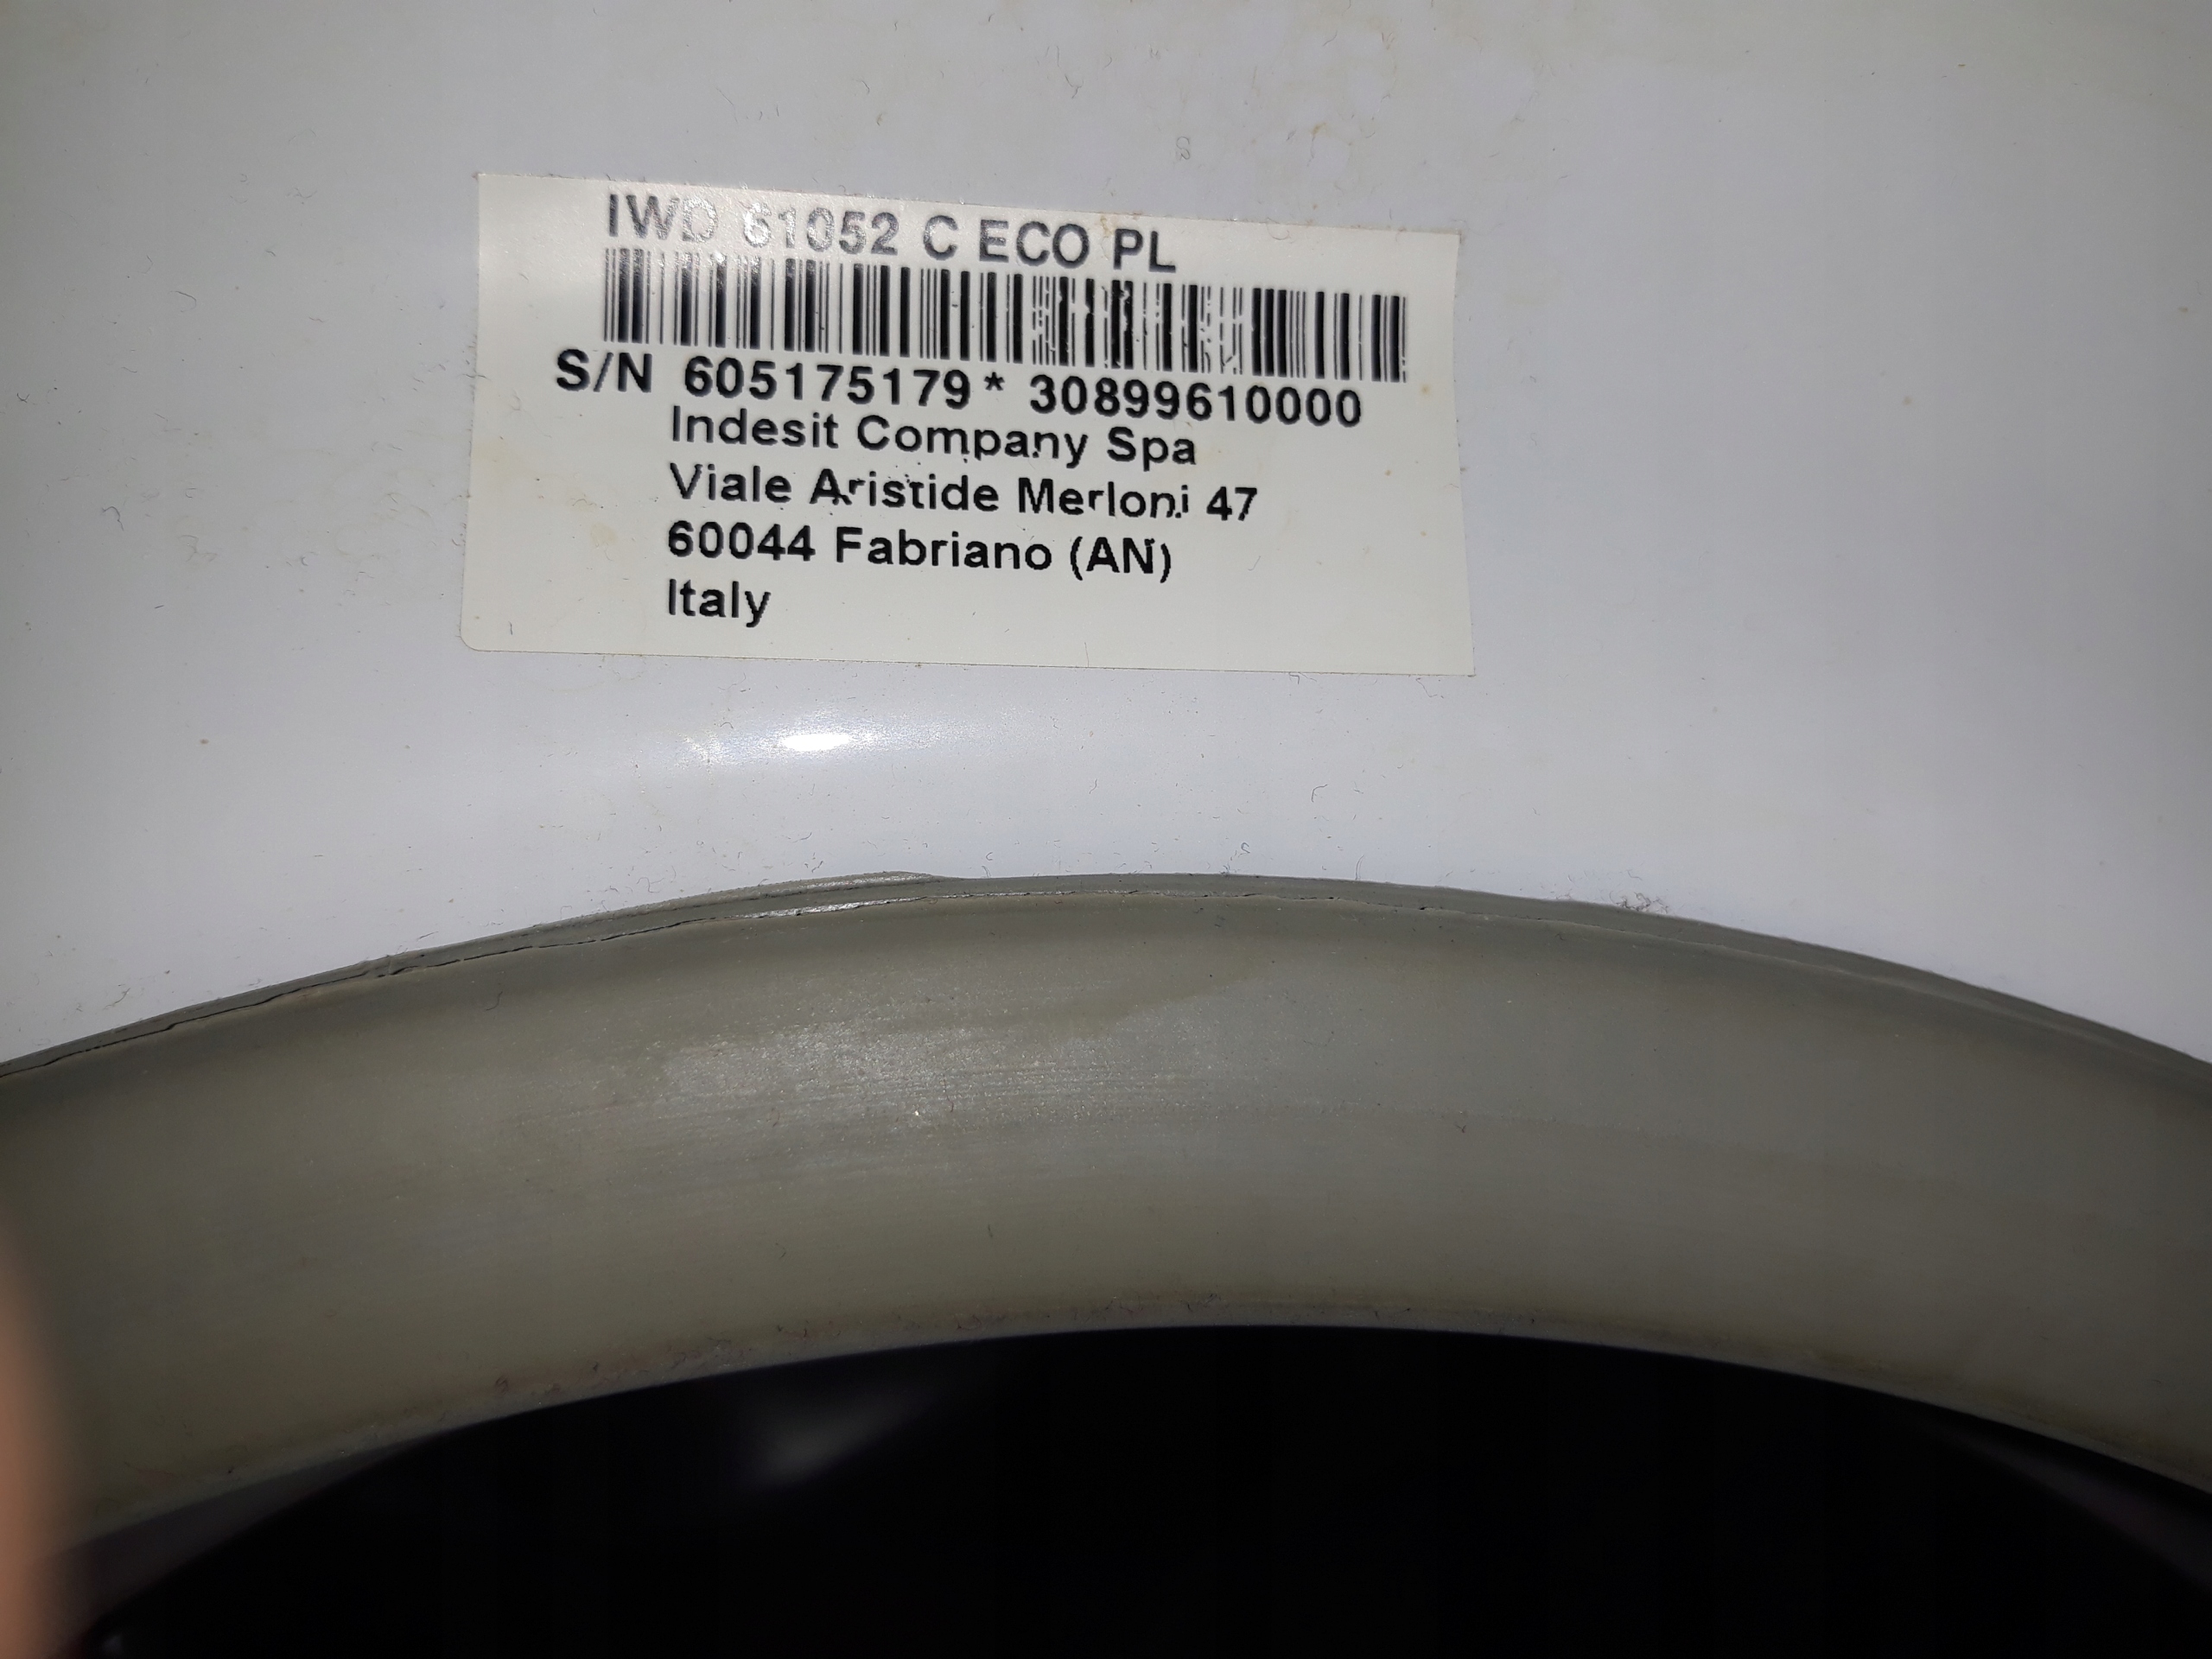 IWD 61052 C ECO PL
S/N 605175179* 30899610000
Indesit Company Spa
Viale Aristide Merloni 47
60044 Fabriano (AN)
Italy